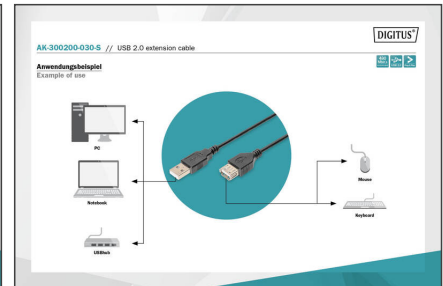 DIGITUS®
AK-300200-030-S // USB 2.0 extension cable
Anwendungsbeispiel
Example of use
PC
Notebook
USBhub
Mouse
Keyboard